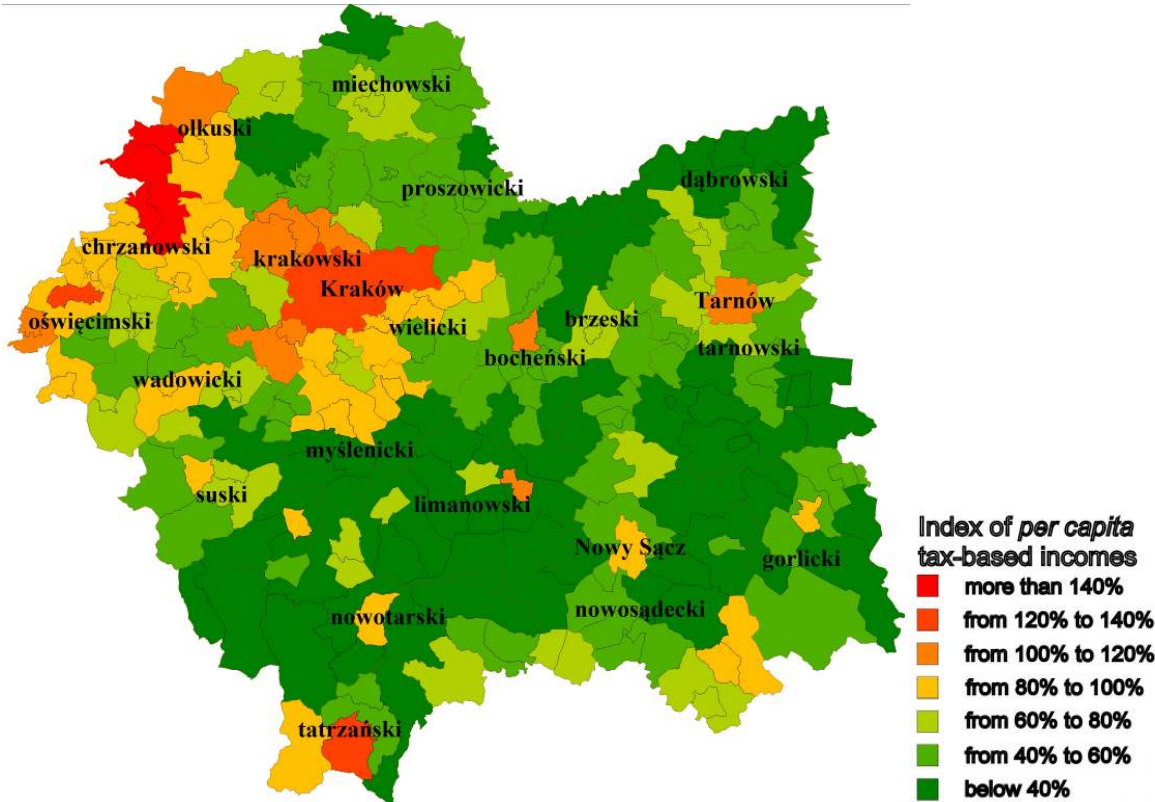 miechowski
olkuski
dąbrowski
proszowicki
chrzanowski
krakowski
Kraków
Tarnów
oświęcimski
wielicki
brzeski
bocheński
tarnowski
wadowicki
myślenicki
suski
limanowski
Nowy Sącz
gorlicki
nowotarski
nowosądecki
tatrzański
Index of per capita
tax-based incomes
more than 140%
from 120% to 140%
from 100% to 120%
from 80% to 100%
from 60% to 80%
from 40% to 60%
below 40%